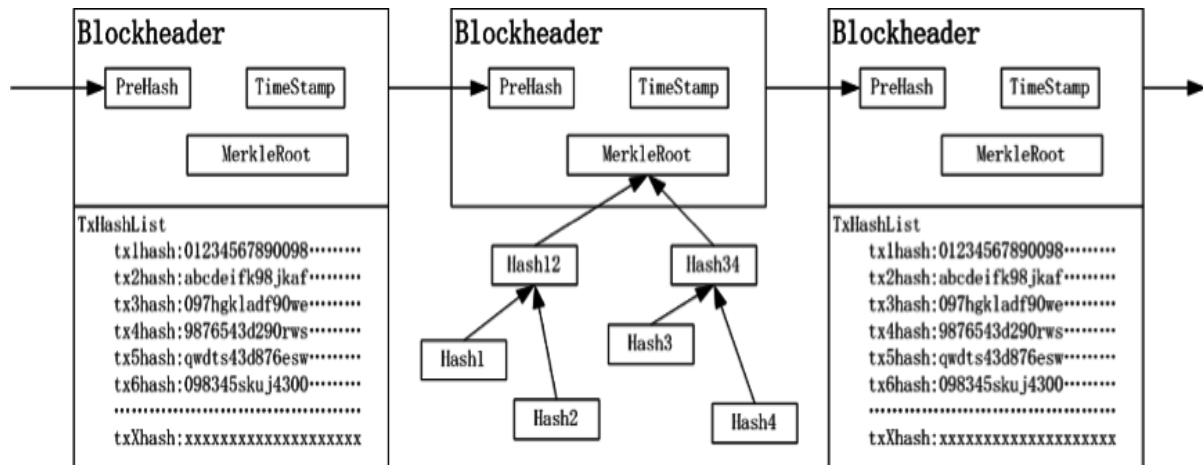 Blockheader
PreHash TimeStamp
MerkleRoot
TxHashList
tx1hash:01234567890098·········
tx2hash:abcdeifk98jkaf·········
tx3hash:097hgkladf90we·········
tx4hash:9876543d290rws·········
tx5hash:qwdts43d876esw·········
tx6hash:098345skuj4300·········
·······································
txXhash:xxxxxxxxxxxxxxxxxxxxx
Blockheader
PreHash TimeStamp
MerkleRoot
Hash12 Hash34
Hash1 Hash3
Hash2 Hash4
Blockheader
PreHash TimeStamp
MerkleRoot
TxHashList
tx1hash:01234567890098·········
tx2hash:abcdeifk98jkaf·········
tx3hash:097hgkladf90we·········
tx4hash:9876543d290rws·········
tx5hash:qwdts43d876esw·········
tx6hash:098345skuj4300·········
·······································
txXhash:xxxxxxxxxxxxxxxxxxxxx